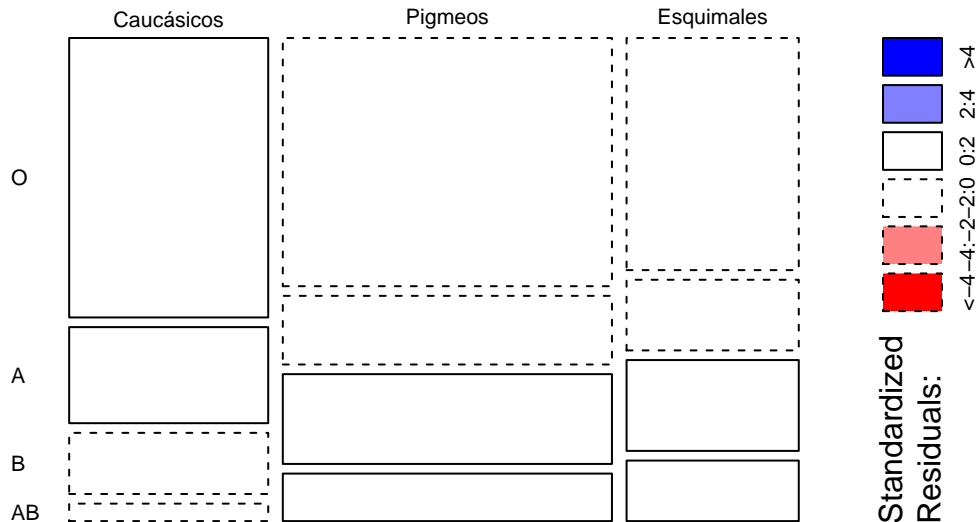 Caucásicos Pigmeos Esquimales
O
A
B
AB
Standardized
Residuals:
<−4
−4:−2
−2:0
0:2
2:4
>4